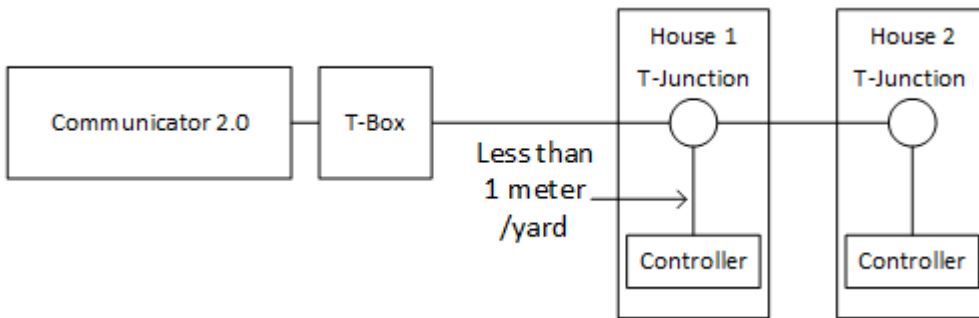 House 1
House 2
T-Junction
T-Junction
Communicator 2.0
T-Box
Less than
1 meter
/yard
Controller
Controller